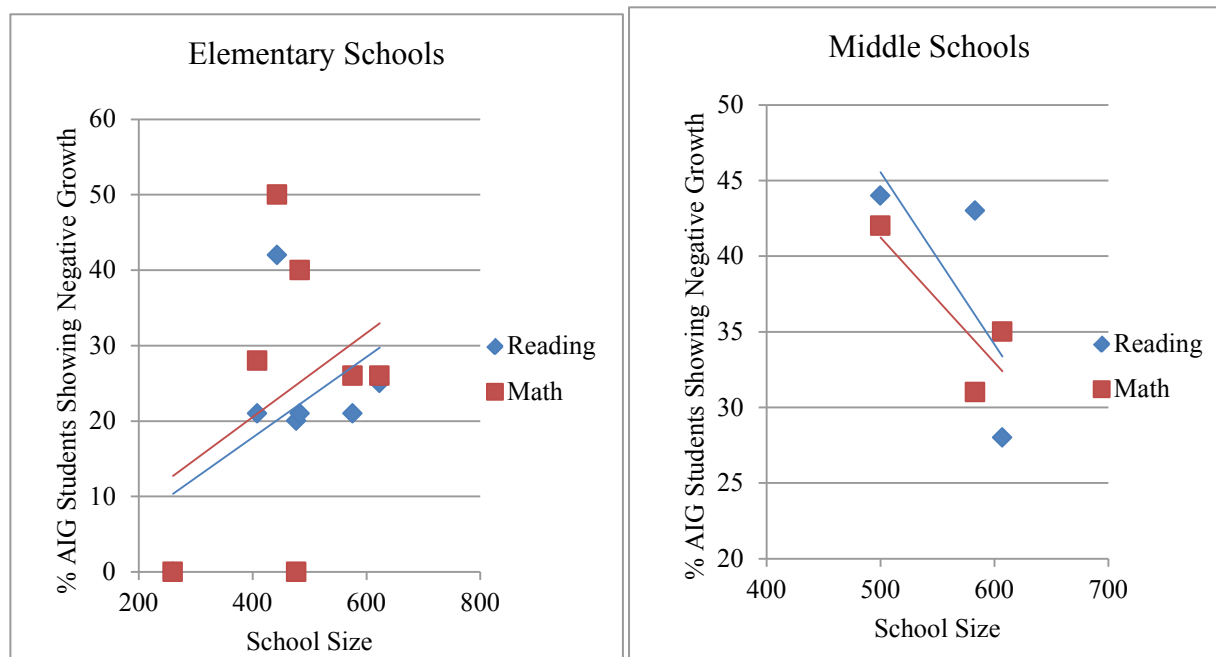 Elementary Schools
% AIG Students Showing Negative Growth
60
50
40
30
20
10
0
200
400
600
800
School Size
Reading
Math
Middle Schools
% AIG Students Showing Negative Growth
50
45
40
35
30
25
20
400
500
600
700
School Size
Reading
Math